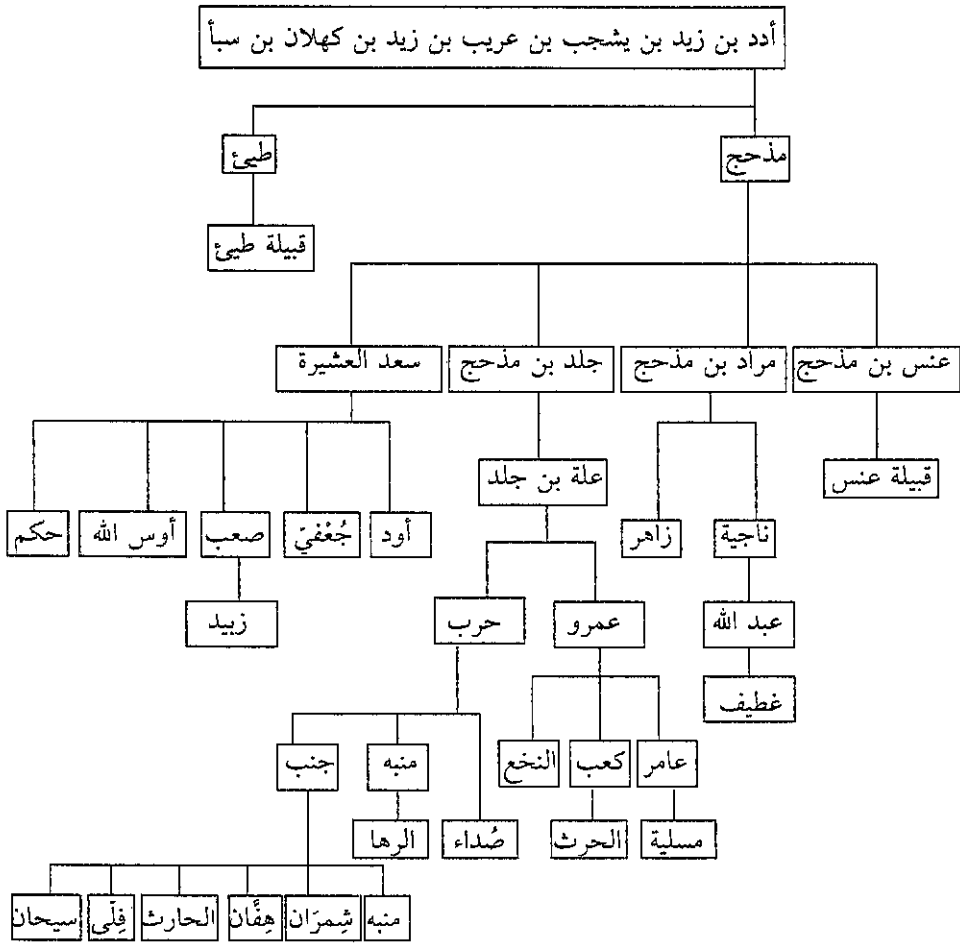 أدد بن زيد بن يشجب بن عريب بن زيد بن كهلان بن سبأ
مذحج
طيئ
قبيلة طيئ
عنس بن مذحج
مراد بن مذحج
جلد بن مذحج
سعد العشيرة
قبيلة عنس
علة بن جلد
ناجية
زاهر
أود
جُعْفيّ
صعب
أوس الله
حكم
عبد الله
عمرو
حرب
زبيد
غطيف
عامر
كعب
النخع
منبه
جنب
مسلية
الحرث
صُداء
الرها
منبه
شِمرَان
هِفَّان
الحارث
فِلّى
سيحان